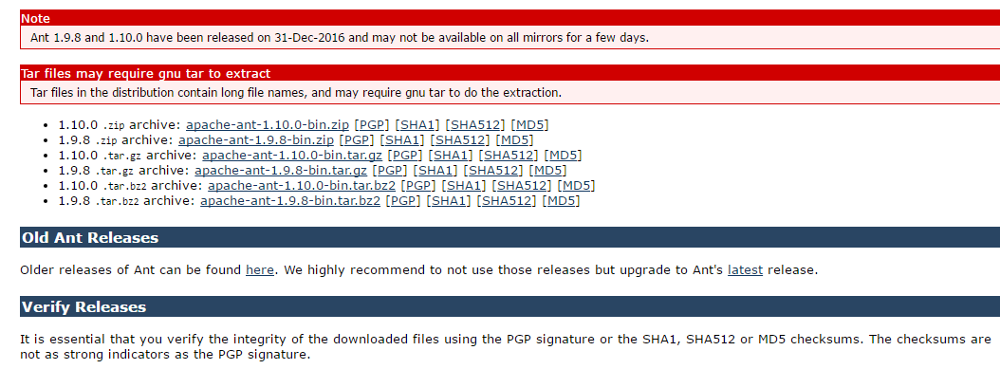 Note
Ant 1.9.8 and 1.10.0 have been released on 31-Dec-2016 and may not be available on all mirrors for a few days.
Tar files may require gnu tar to extract
Tar files in the distribution contain long file names, and may require gnu tar to do the extraction.
• 1.10.0 .zip archive: apache-ant-1.10.0-bin.zip [PGP] [SHA1] [SHA512] [MD5]
• 1.9.8 .zip archive: apache-ant-1.9.8-bin.zip [PGP] [SHA1] [SHA512] [MD5]
• 1.10.0 .tar.gz archive: apache-ant-1.10.0-bin.tar.gz [PGP] [SHA1] [SHA512] [MD5]
• 1.9.8 .tar.gz archive: apache-ant-1.9.8-bin.tar.gz [PGP] [SHA1] [SHA512] [MD5]
• 1.10.0 .tar.bz2 archive: apache-ant-1.10.0-bin.tar.bz2 [PGP] [SHA1] [SHA512] [MD5]
• 1.9.8 .tar.bz2 archive: apache-ant-1.9.8-bin.tar.bz2 [PGP] [SHA1] [SHA512] [MD5]
Old Ant Releases
Older releases of Ant can be found here. We highly recommend to not use those releases but upgrade to Ant's latest release.
Verify Releases
It is essential that you verify the integrity of the downloaded files using the PGP signature or the SHA1, SHA512 or MD5 checksums. The checksums are
not as strong indicators as the PGP signature.